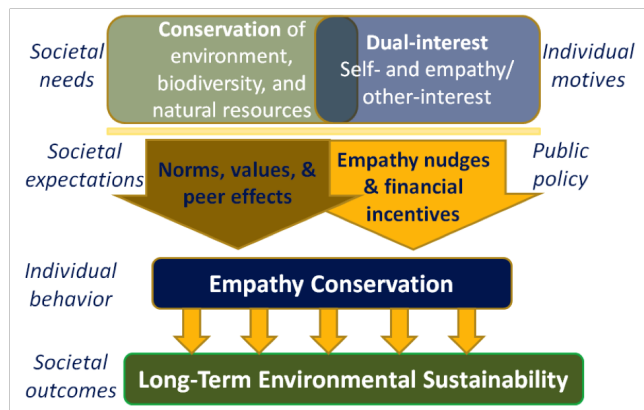 Societal
needs
Conservation of
environment,
biodiversity, and
natural resources
Dual-interest
Self- and empathy/
other-interest
Individual
motives
Societal
expectations
Norms, values, &
peer effects
Empathy nudges
& financial
incentives
Public
policy
Individual
behavior
Empathy Conservation
Societal
outcomes
Long-Term Environmental Sustainability